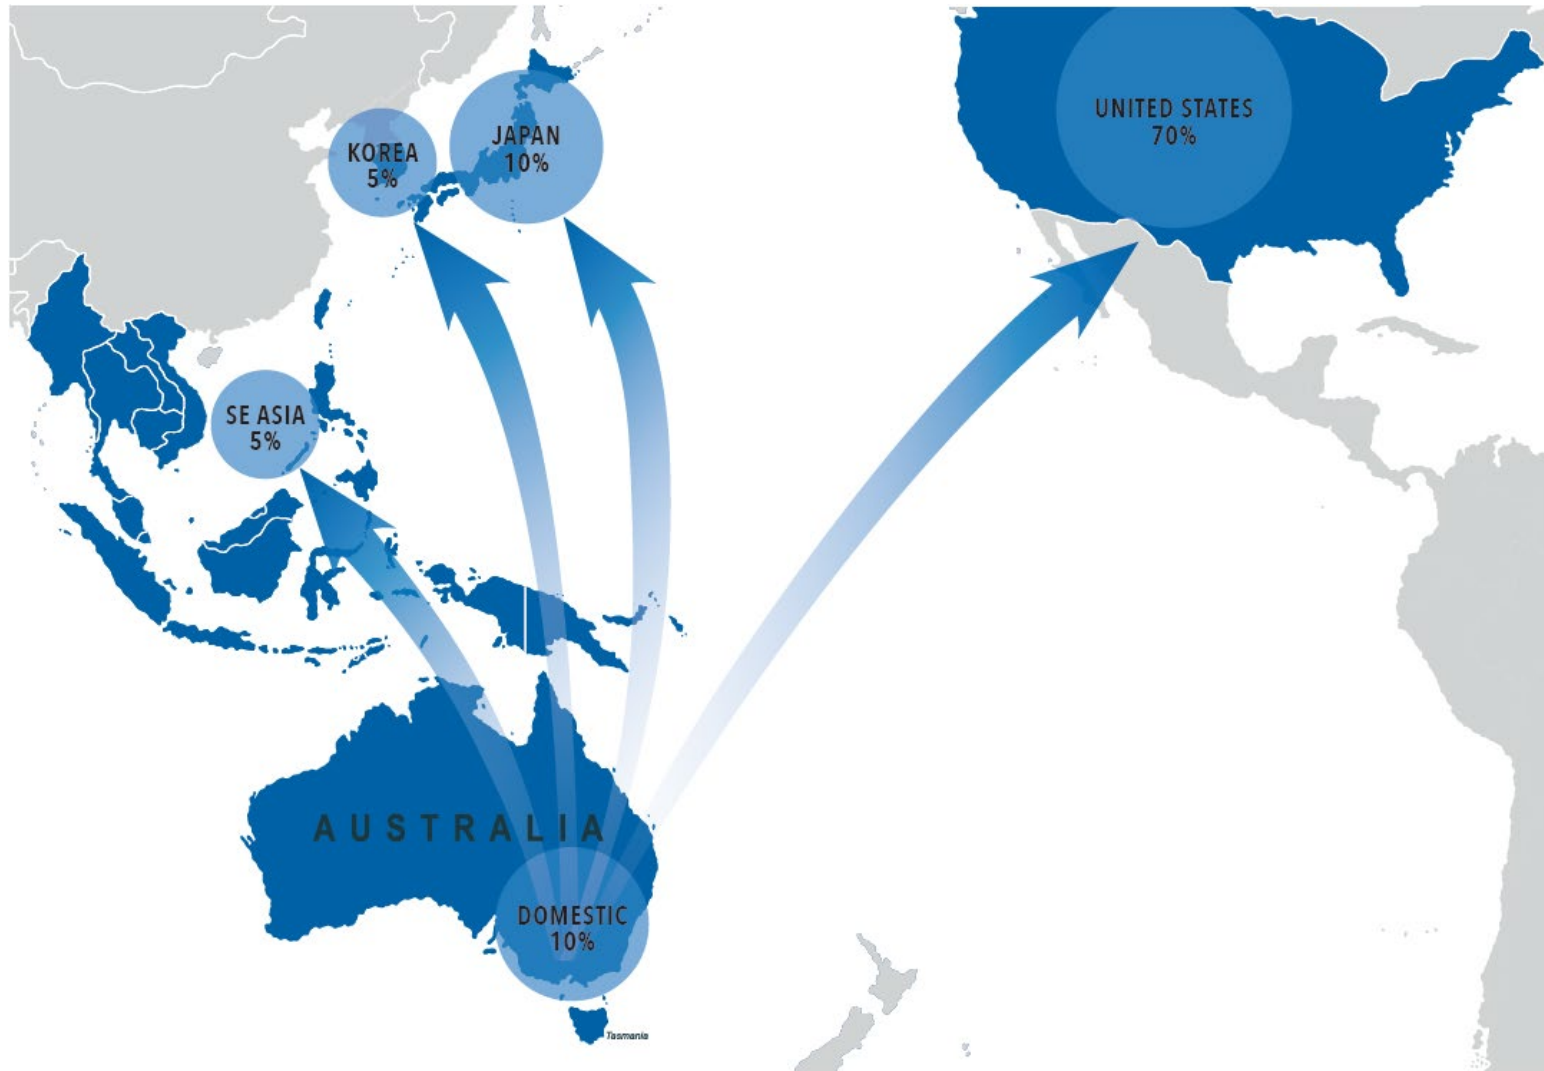 UNITED STATES
70%
JAPAN
10%
KOREA
5%
SE ASIA
5%
AUSTRALIA
DOMESTIC
10%
Tasmania